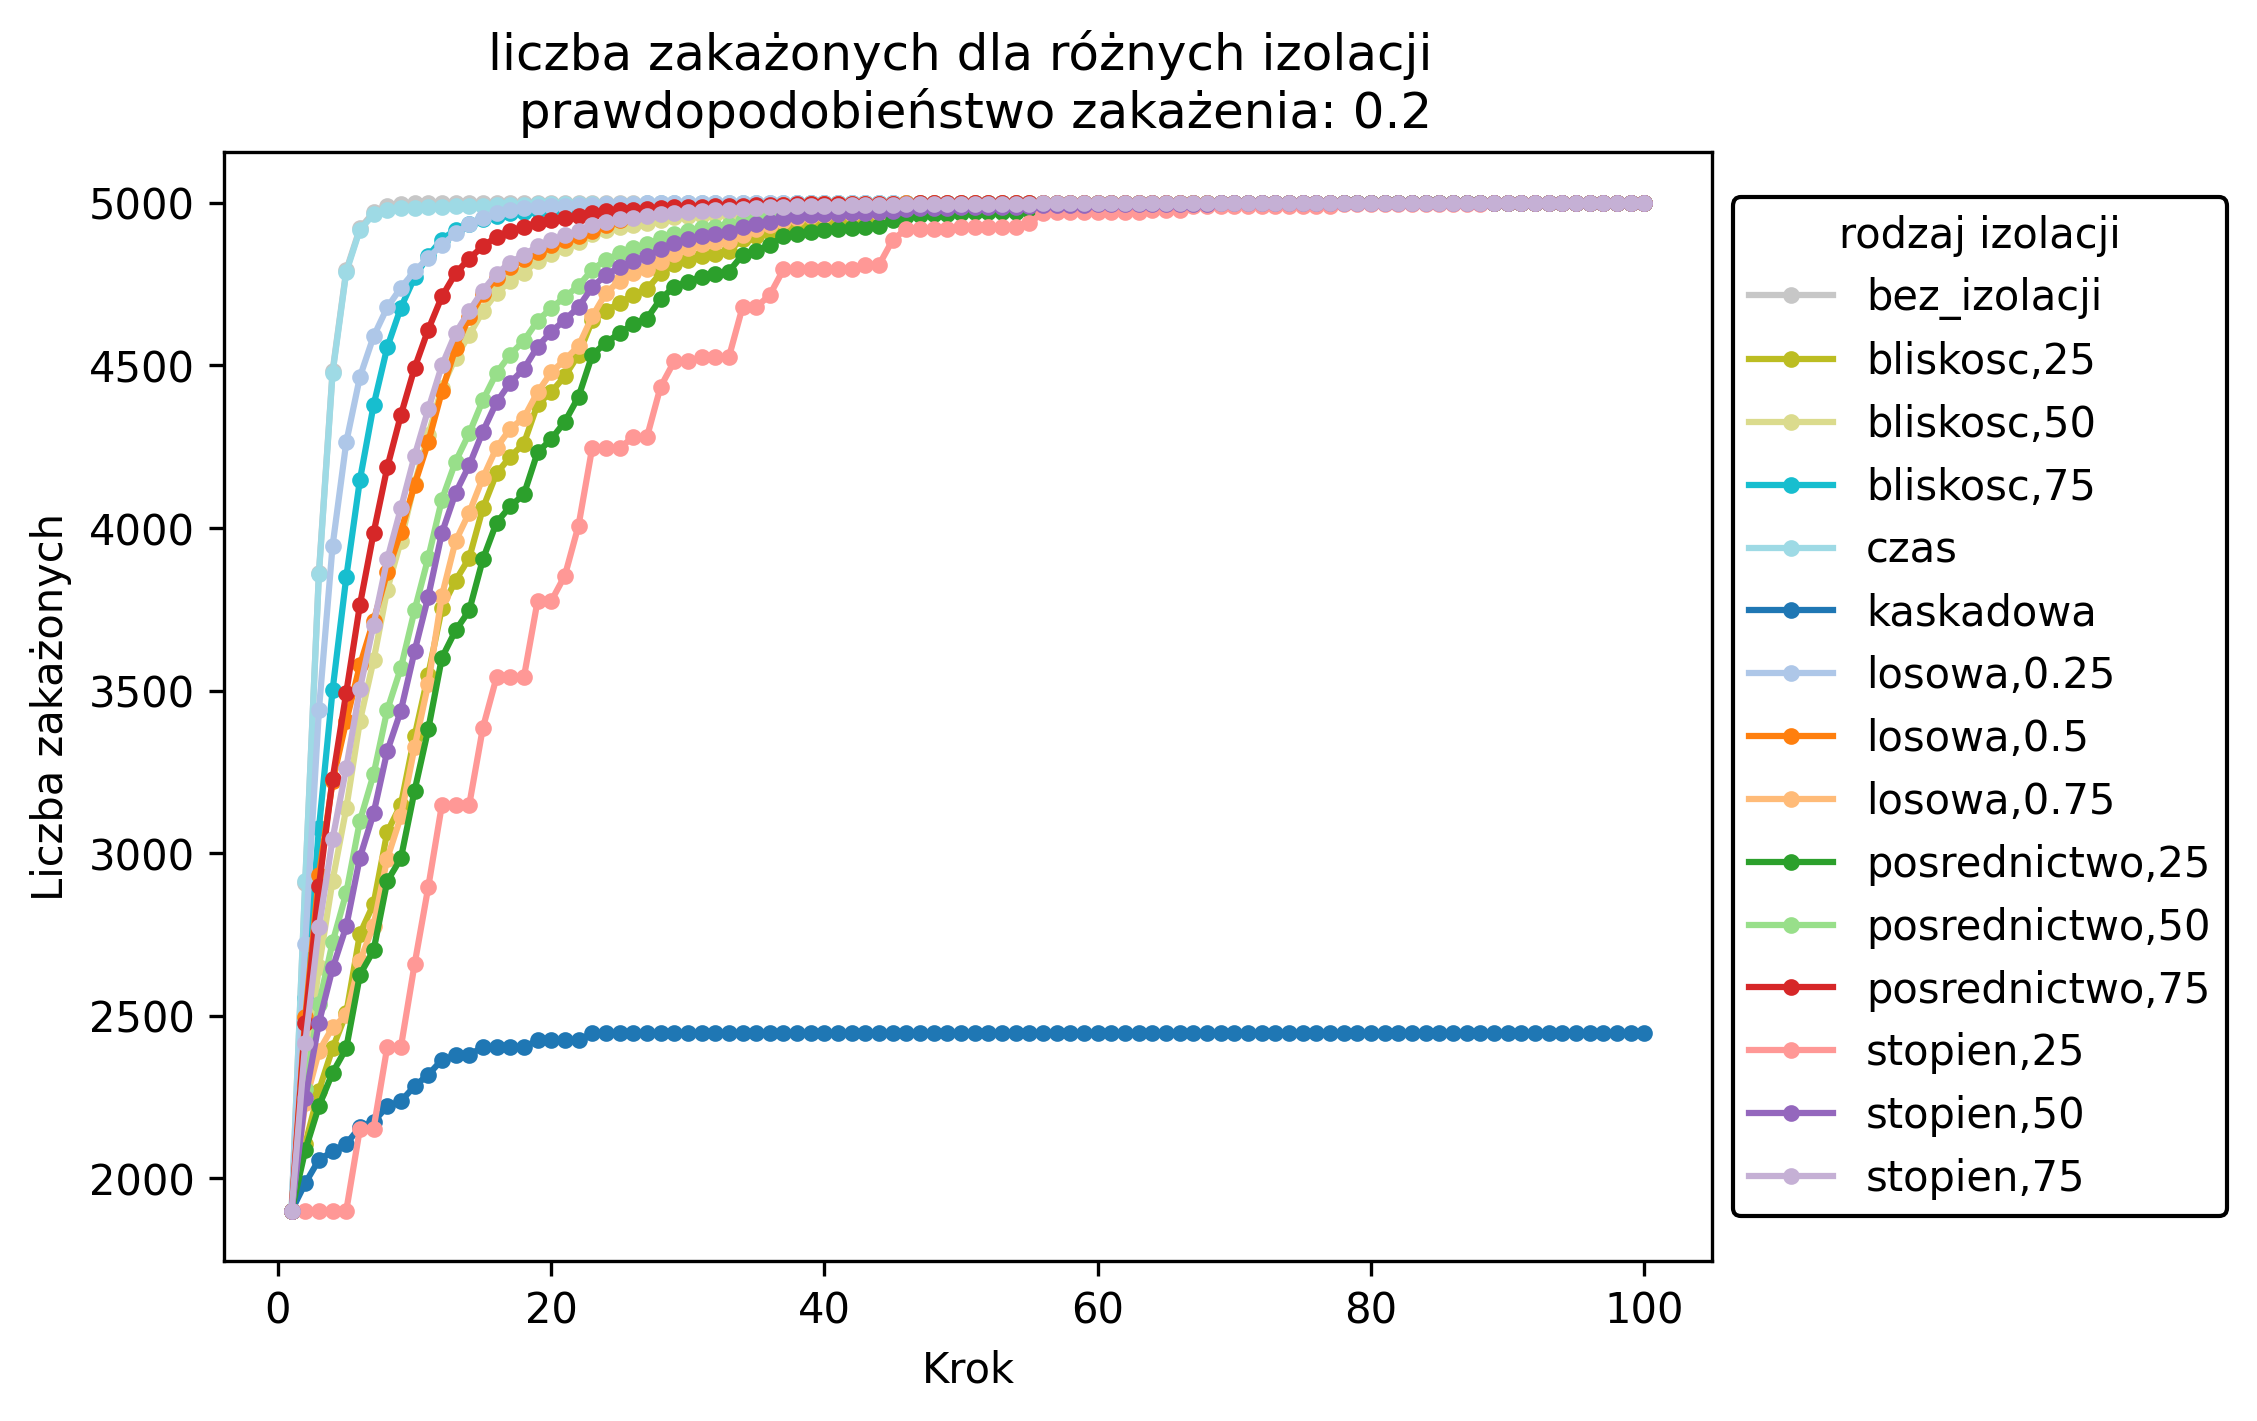 liczba zakażonych dla różnych izolacji
prawdopodobieństwo zakażenia: 0.2
5000
4500
4000
3500
3000
2500
2000
Liczba zakażonych
0
20
40
60
80
100
Krok
rodzaj izolacji
bez_izolacji
bliskosc,25
bliskosc,50
bliskosc,75
czas
kaskadowa
losowa,0.25
losowa,0.5
losowa,0.75
posrednictwo,25
posrednictwo,50
posrednictwo,75
stopien,25
stopien,50
stopien,75